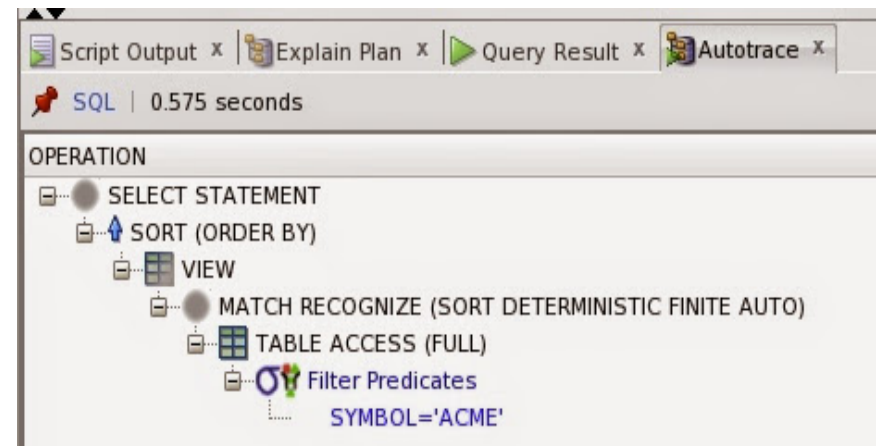 Script Output x Explain Plan x Query Result x Autotrace x
SQL | 0.575 seconds
OPERATION
SELECT STATEMENT
SORT (ORDER BY)
VIEW
MATCH RECOGNIZE (SORT DETERMINISTIC FINITE AUTO)
TABLE ACCESS (FULL)
Filter Predicates
SYMBOL='ACME'